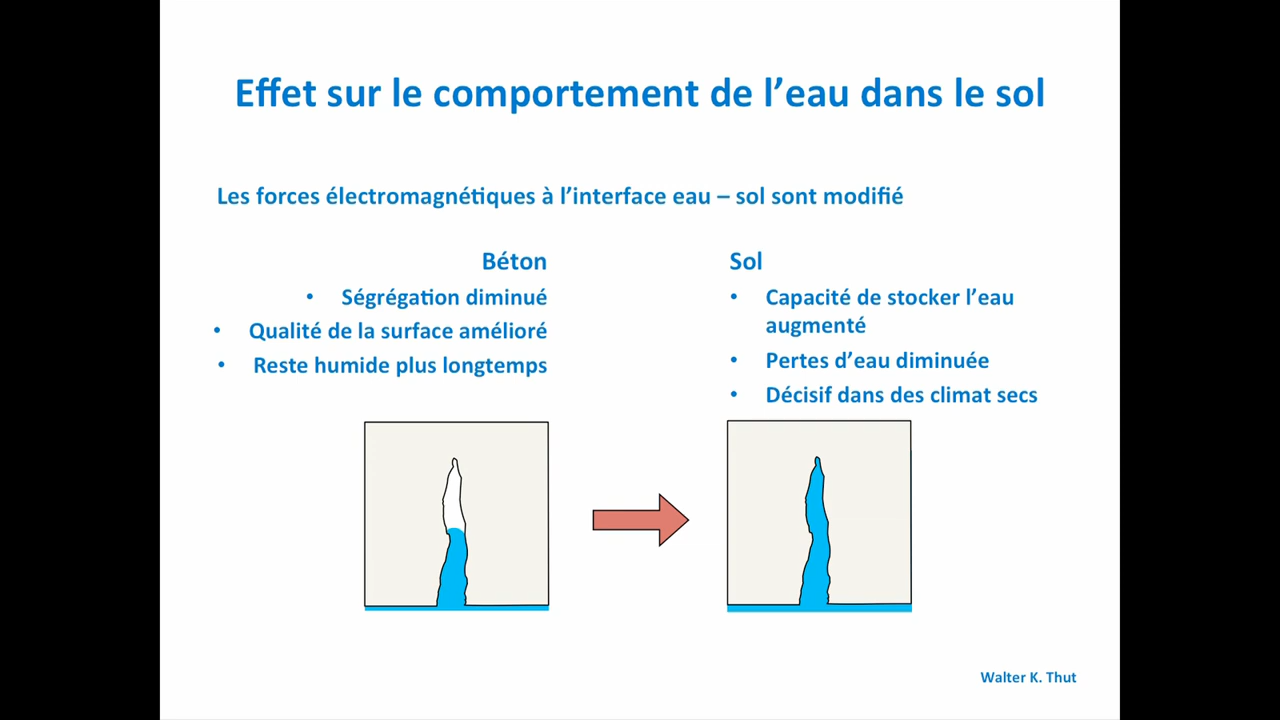 Effet sur le comportement de l’eau dans le sol
Les forces électromagnétiques à l’interface eau – sol sont modifié
Béton
• Ségrégation diminué
• Qualité de la surface amélioré
• Reste humide plus longtemps
Sol
• Capacité de stocker l’eau
augmenté
• Pertes d’eau diminuée
• Décisif dans des climat secs
Walter K. Thut